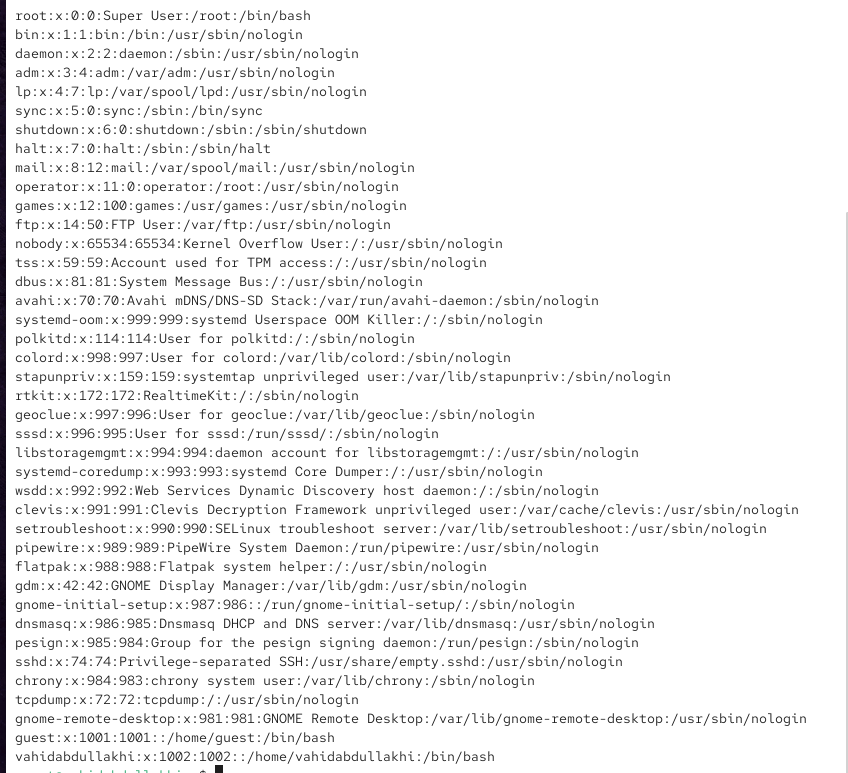 root:x:0:0:Super User:/root:/bin/bash
bin:x:1:1:bin:/bin:/usr/sbin/nologin
daemon:x:2:2:daemon:/sbin:/usr/sbin/nologin
adm:x:3:4:adm:/var/adm:/usr/sbin/nologin
lp:x:4:7:lp:/var/spool/lpd:/usr/sbin/nologin
sync:x:5:0:sync:/sbin:/bin/sync
shutdown:x:6:0:shutdown:/sbin:/sbin/shutdown
halt:x:7:0:halt:/sbin:/sbin/halt
mail:x:8:12:mail:/var/spool/mail:/usr/sbin/nologin
operator:x:11:0:operator:/root:/usr/sbin/nologin
games:x:12:100:games:/usr/games:/usr/sbin/nologin
ftp:x:14:50:FTP User:/var/ftp:/usr/sbin/nologin
nobody:x:65534:65534:Kernel Overflow User:/:/usr/sbin/nologin
tss:x:59:59:Account used for TPM access:/:/usr/sbin/nologin
dbus:x:81:81:System Message Bus:/:/usr/sbin/nologin
avahi:x:70:70:Avahi mDNS/DNS-SD Stack:/var/run/avahi-daemon:/sbin/nologin
systemd-oom:x:999:999:systemd Userspace OOM Killer:/:/usr/sbin/nologin
polkitd:x:114:114:User for polkitd:/:/sbin/nologin
colord:x:998:997:User for colord:/var/lib/colord:/sbin/nologin
stapunpriv:x:159:159:systemtap unprivileged user:/var/lib/stapunpriv:/sbin/nologin
rtkit:x:172:172:RealtimeKit:/:/sbin/nologin
geoclue:x:997:996:User for geoclue:/var/lib/geoclue:/sbin/nologin
sssd:x:996:995:User for sssd:/run/sssd/:/sbin/nologin
libstoragemgmt:x:994:994:daemon account for libstoragemgmt:/:/usr/sbin/nologin
systemd-coredump:x:993:993:systemd Core Dumper:/:/usr/sbin/nologin
wsdd:x:992:992:Web Services Dynamic Discovery host daemon:/:/sbin/nologin
clevis:x:991:991:Clevis Decryption Framework unprivileged user:/var/cache/clevis:/usr/sbin/nologin
setroubleshoot:x:990:990:SELinux troubleshoot server:/var/lib/setroubleshoot:/usr/sbin/nologin
pipewire:x:989:989:PipeWire System Daemon:/run/pipewire:/usr/sbin/nologin
flatpak:x:988:988:Flatpak system helper:/:/usr/sbin/nologin
gdm:x:42:42:GNOME Display Manager:/var/lib/gdm:/usr/sbin/nologin
gnome-initial-setup:x:987:986::/run/gnome-initial-setup/:/sbin/nologin
dnsmasq:x:986:985:Dnsmasq DHCP and DNS server:/var/lib/dnsmasq:/usr/sbin/nologin
pesign:x:985:984:Group for the pesign signing daemon:/run/pesign:/sbin/nologin
sshd:x:74:74:Privilege-separated SSH:/usr/share/empty.sshd:/usr/sbin/nologin
chrony:x:984:983:chrony system user:/var/lib/chrony:/sbin/nologin
tcpdump:x:72:72:tcpdump:/:/usr/sbin/nologin
gnome-remote-desktop:x:981:981:GNOME Remote Desktop:/var/lib/gnome-remote-desktop:/usr/sbin/nologin
guest:x:1001:1001::/home/guest:/bin/bash
vahidabdullakhi:x:1002:1002::/home/vahidabdullakhi:/bin/bash